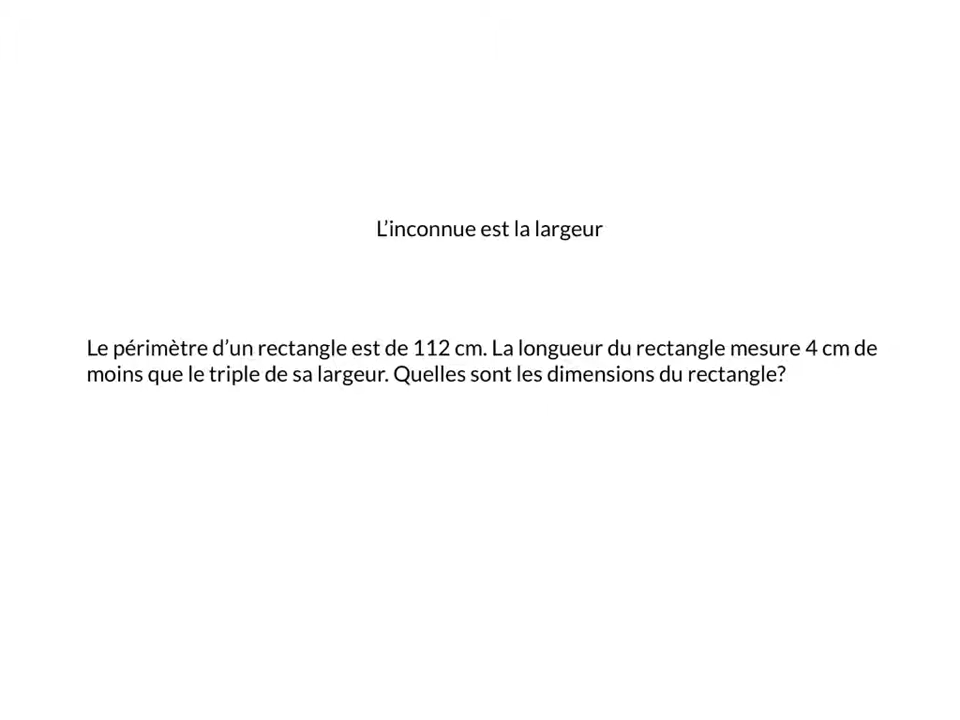 L’inconnue est la largeur
Le périmètre d’un rectangle est de 112 cm. La longueur du rectangle mesure 4 cm de
moins que le triple de sa largeur. Quelles sont les dimensions du rectangle?